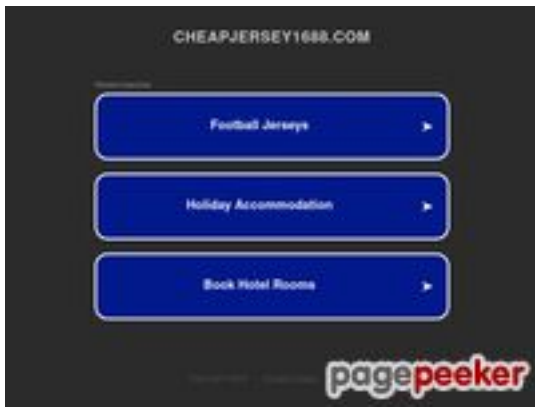 CHEAPJERSEY1688.COM
Football Jerseys
Holiday Accommodation
Book Hotel Rooms
pagepeeker